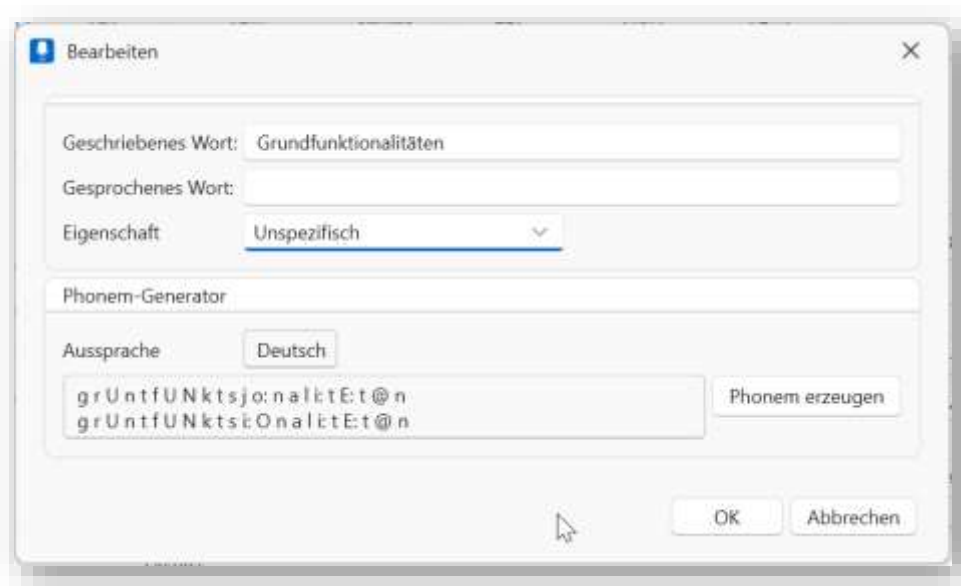 Bearbeiten
Geschriebenes Wort: Grundfunktionalitäten
Gesprochenes Wort:
Eigenschaft Unspezifisch
Phonem-Generator
Aussprache Deutsch
g r U n t f U N k t s j o: n a l i: t E: t @ n
g r U n t f U N k t s i: O n a l i: t E: t @ n
Phonem erzeugen
OK Abbrechen